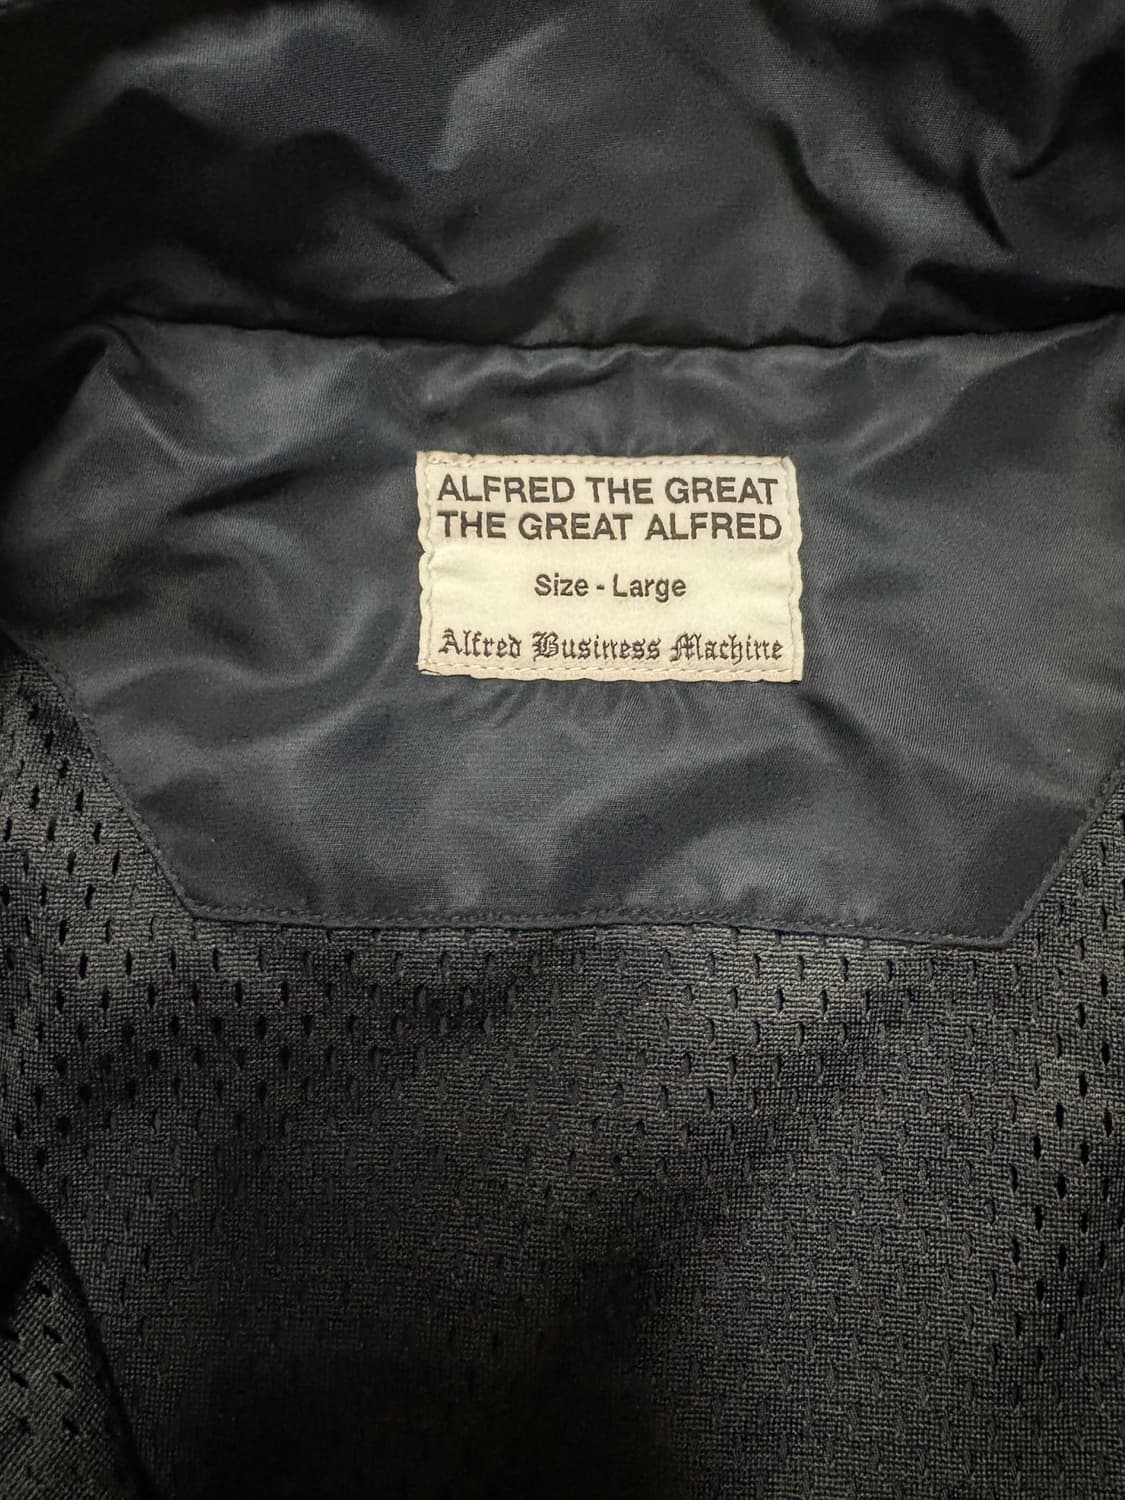 ALFRED THE GREAT
THE GREAT ALFRED
Size - Large
Alfred Business Machine